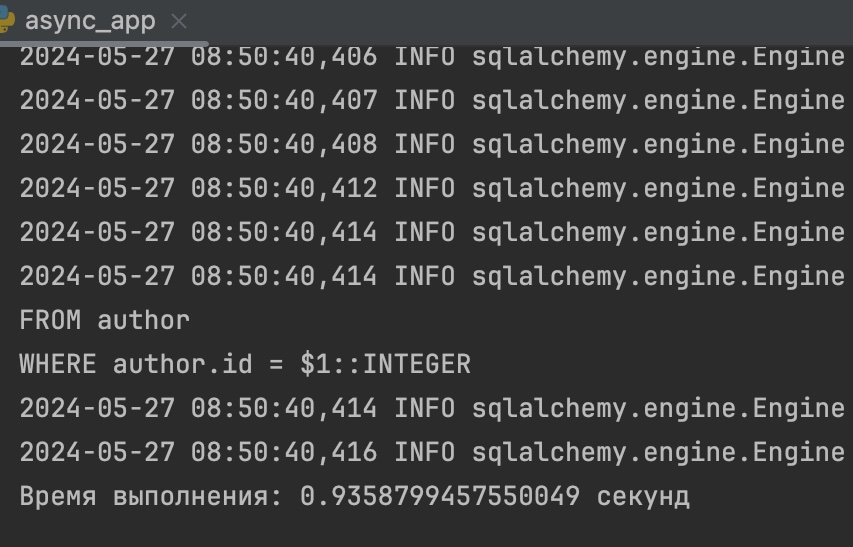 async_app
2024-05-27 08:50:40,406 INFO sqlalchemy.engine.Engine
2024-05-27 08:50:40,407 INFO sqlalchemy.engine.Engine
2024-05-27 08:50:40,408 INFO sqlalchemy.engine.Engine
2024-05-27 08:50:40,412 INFO sqlalchemy.engine.Engine
2024-05-27 08:50:40,414 INFO sqlalchemy.engine.Engine
2024-05-27 08:50:40,414 INFO sqlalchemy.engine.Engine
FROM author
WHERE author.id = $1::INTEGER
2024-05-27 08:50:40,414 INFO sqlalchemy.engine.Engine
2024-05-27 08:50:40,416 INFO sqlalchemy.engine.Engine
Время выполнения: 0.9358799457550049 секунд